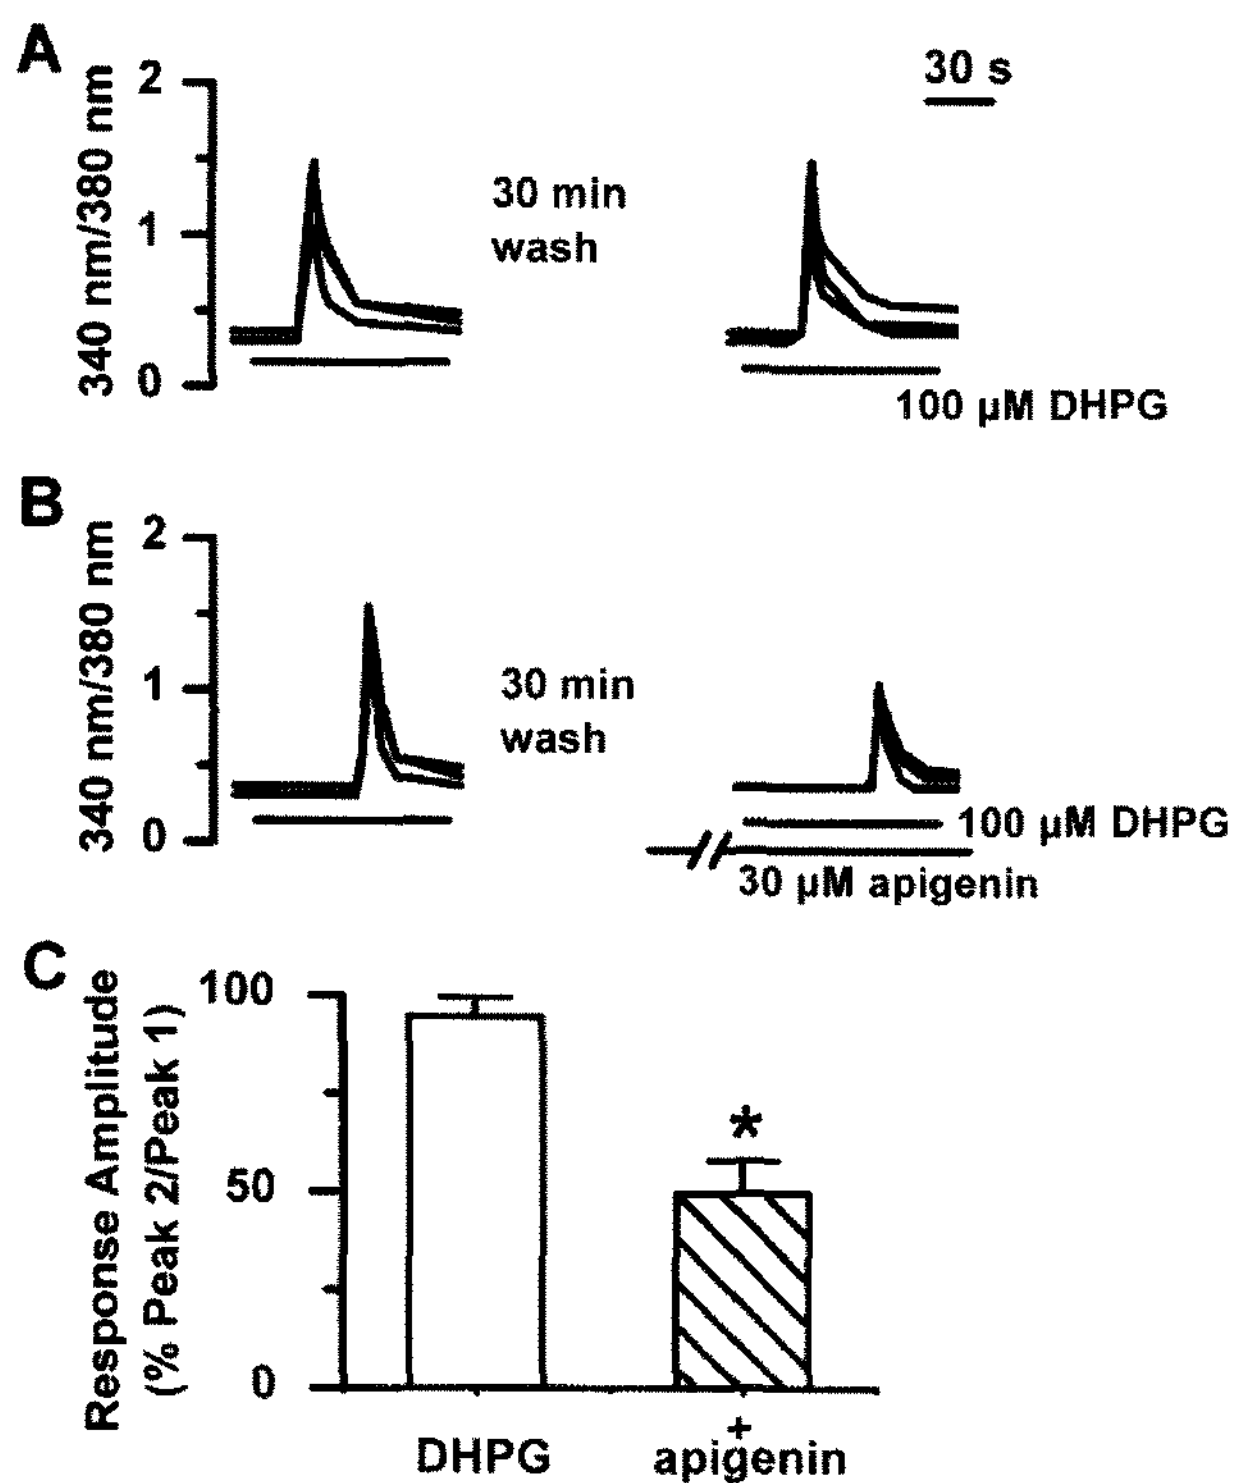 A
340 nm/380 nm
2
1
0
30 min
wash
30 s
100 µM DHPG
B
340 nm/380 nm
2
1
0
30 min
wash
100 µM DHPG
30 µM apigenin
C
Response Amplitude
(% Peak 2/Peak 1)
100
50
0
*
DHPG
+
apigenin